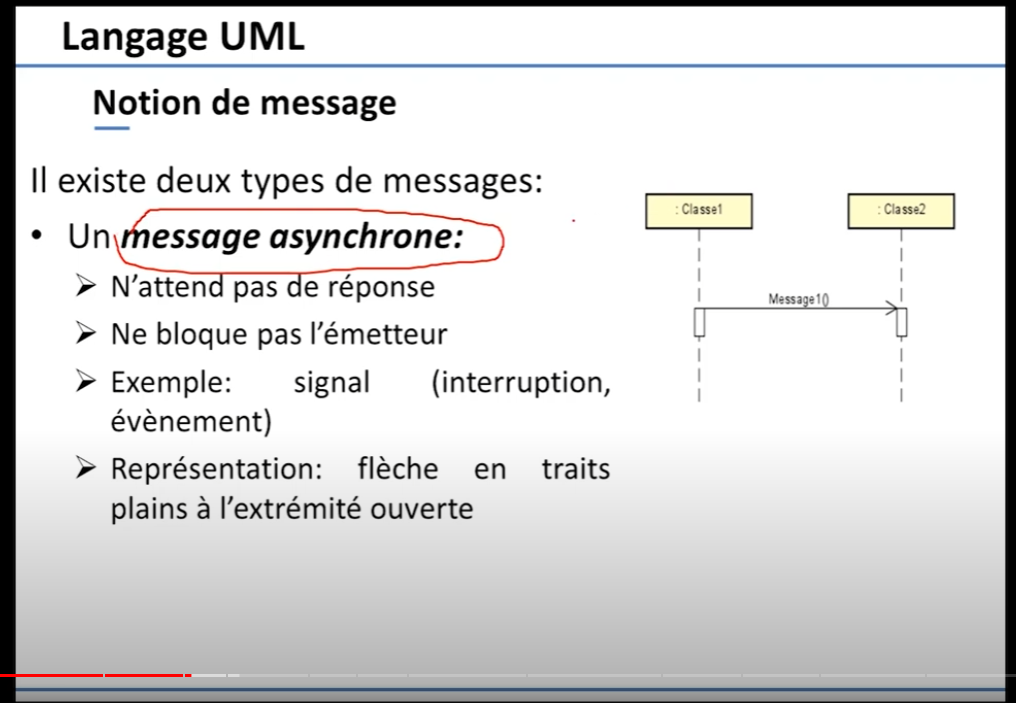 Langage UML
Notion de message
Il existe deux types de messages:
• Un message asynchrone:
➢ N'attend pas de réponse
➢ Ne bloque pas l'émetteur
➢ Exemple: signal (interruption,
évènement)
➢ Représentation: flèche en traits
plains à l'extrémité ouverte
: Classe1
: Classe2
Message1()